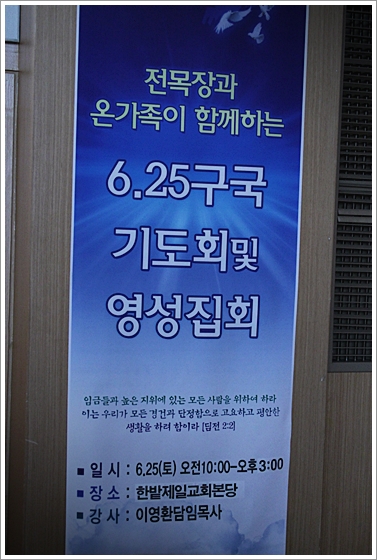 전목장과
온가족이 함께하는
6.25구국
기도회및
영성집회
임금들과 높은 지위에 있는 모든 사람을 위하여 하라
이는 우리가 모든 경건과 단정함으로 고요하고 평안한
생활을 하려 함이라 [딤전 2:2]
■ 일 시 : 6.25(토) 오전10:00-오후3:00
■ 장 소 : 한밭제일교회본당
■ 강 사 : 이영환담임목사